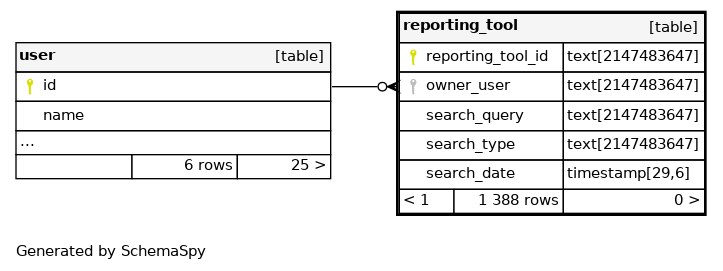 user [table]
id
name
...
6 rows 25 >
reporting_tool [table]
reporting_tool_id text[2147483647]
owner_user text[2147483647]
search_query text[2147483647]
search_type text[2147483647]
search_date timestamp[29,6]
< 1 1 388 rows 0 >
Generated by SchemaSpy